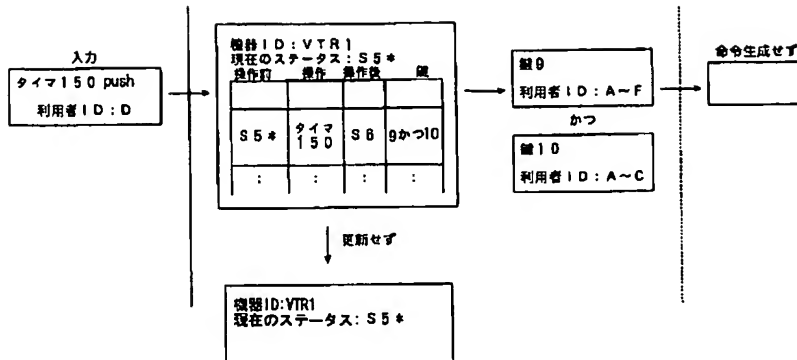 入力
タイマ150 push
利用者ID:D
機器ID:VTR1
現在のステータス:S5*
操作前 操作 操作後 鍵
S5* タイマ150 S6 9かつ10
: : : :
更新せず
機器ID:VTR1
現在のステータス:S5*
鍵9
利用者ID:A~F
かつ
鍵10
利用者ID:A~C
命令生成せず